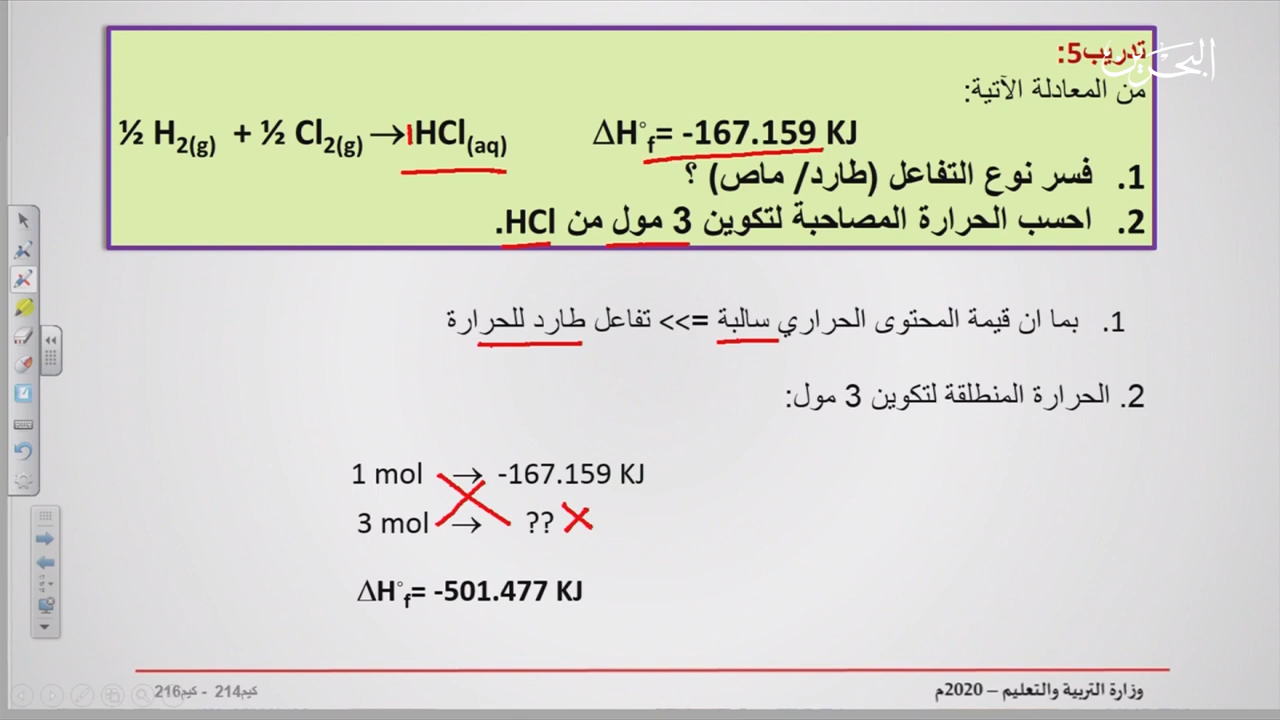 البحرين
تدريب5:
من المعادلة الآتية:
½ H2(g) + ½ Cl2(g) →1HCl(aq) ∆H°f= -167.159 KJ
1. فسر نوع التفاعل (طارد/ ماص) ؟
2. احسب الحرارة المصاحبة لتكوين 3 مول من HCl.
1. بما ان قيمة المحتوى الحراري سالبة =>> تفاعل طارد للحرارة
2. الحرارة المنطلقة لتكوين 3 مول:
1 mol → -167.159 KJ
3 mol → ??
∆H°f= -501.477 KJ
وزارة التربية والتعليم – 2020م
كيم214 - كيم216